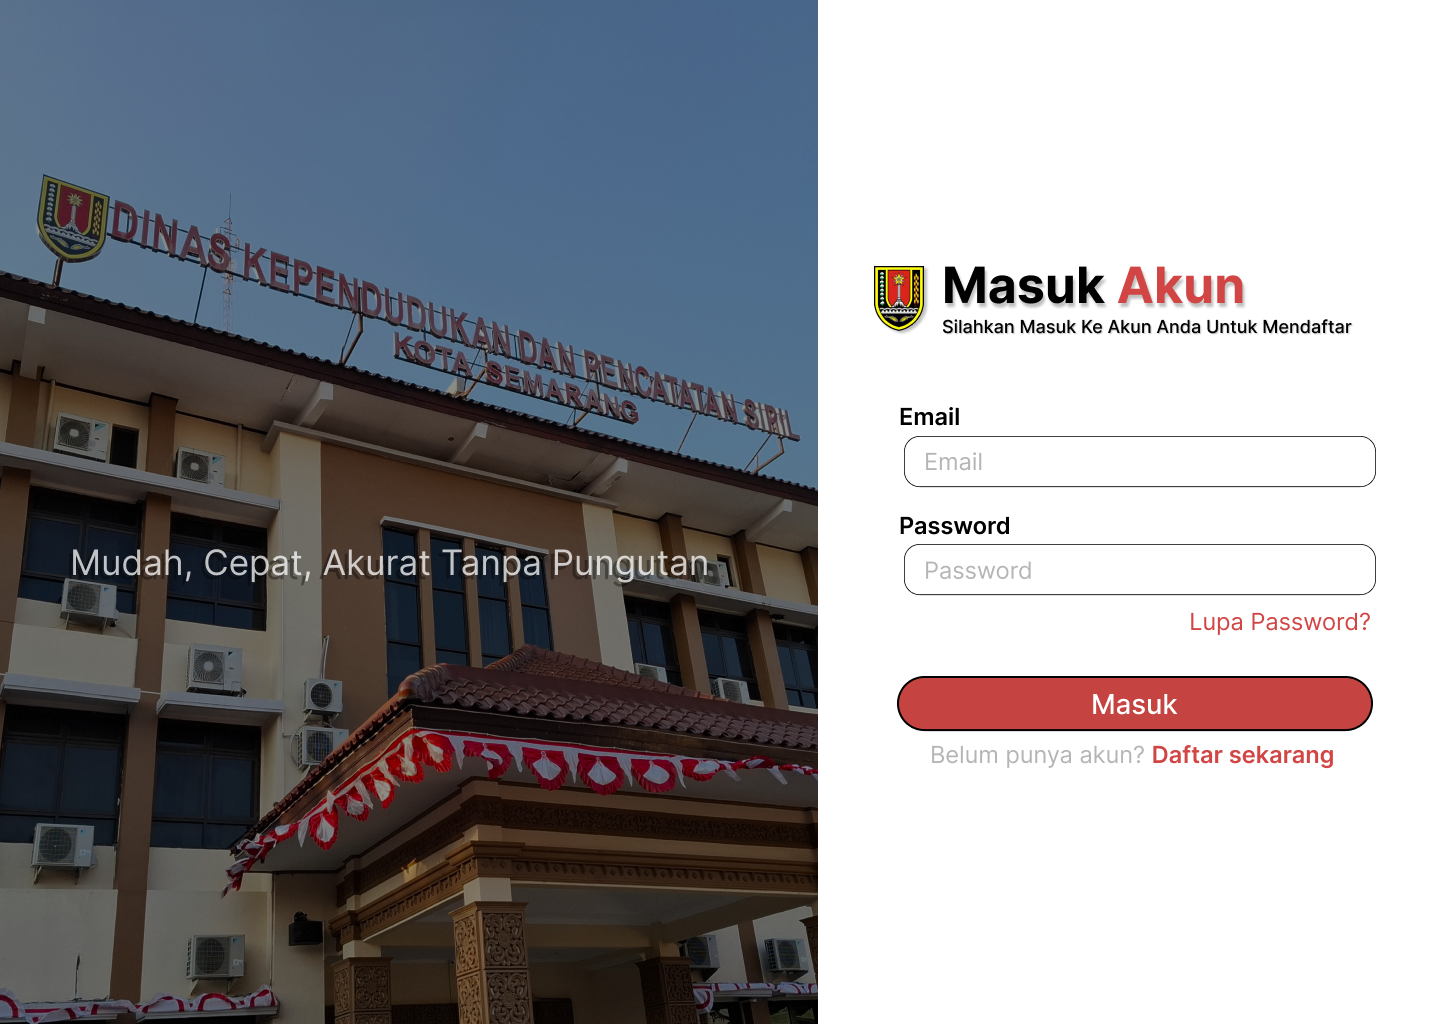 DINAS KEPENDUDUKAN DAN PENCATATAN SIPIL
KOTA SEMARANG
Mudah, Cepat, Akurat Tanpa Pungutan
Masuk Akun
Silahkan Masuk Ke Akun Anda Untuk Mendaftar
Email
Email
Password
Password
Lupa Password?
Masuk
Belum punya akun? Daftar sekarang